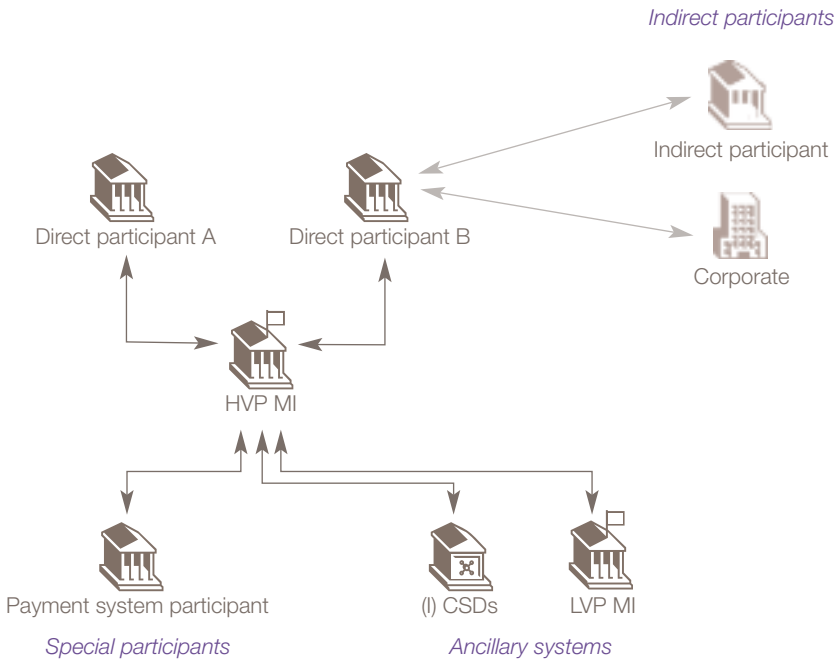 Indirect participants
Indirect participant
Direct participant A
Direct participant B
Corporate
HVP MI
Payment system participant
(I) CSDs
LVP MI
Special participants
Ancillary systems